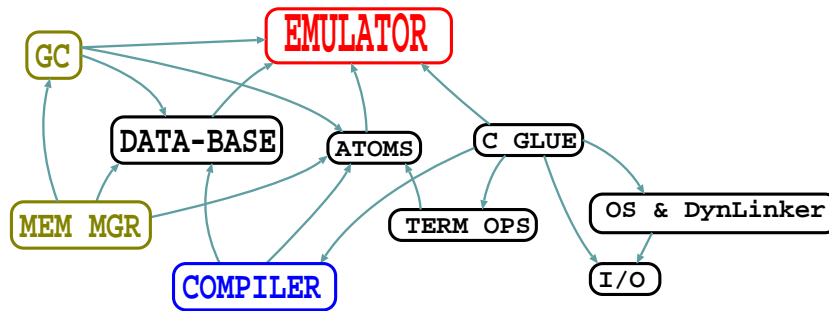 EMULATOR
GC
DATA-BASE
ATOMS
C GLUE
MEM MGR
TERM OPS
OS & DynLinker
COMPILER
I/O